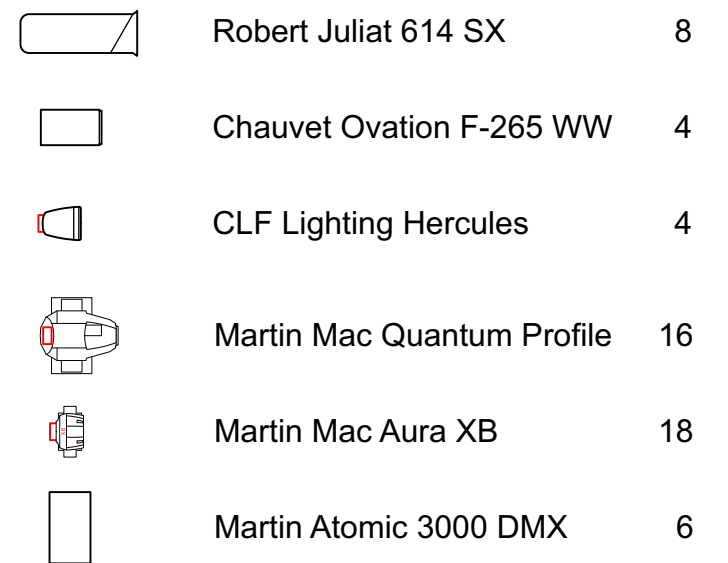 Robert Juliat 614 SX 8
Chauvet Ovation F-265 WW 4
CLF Lighting Hercules 4
Martin Mac Quantum Profile 16
XB Martin Mac Aura XB 18
Martin Atomic 3000 DMX 6